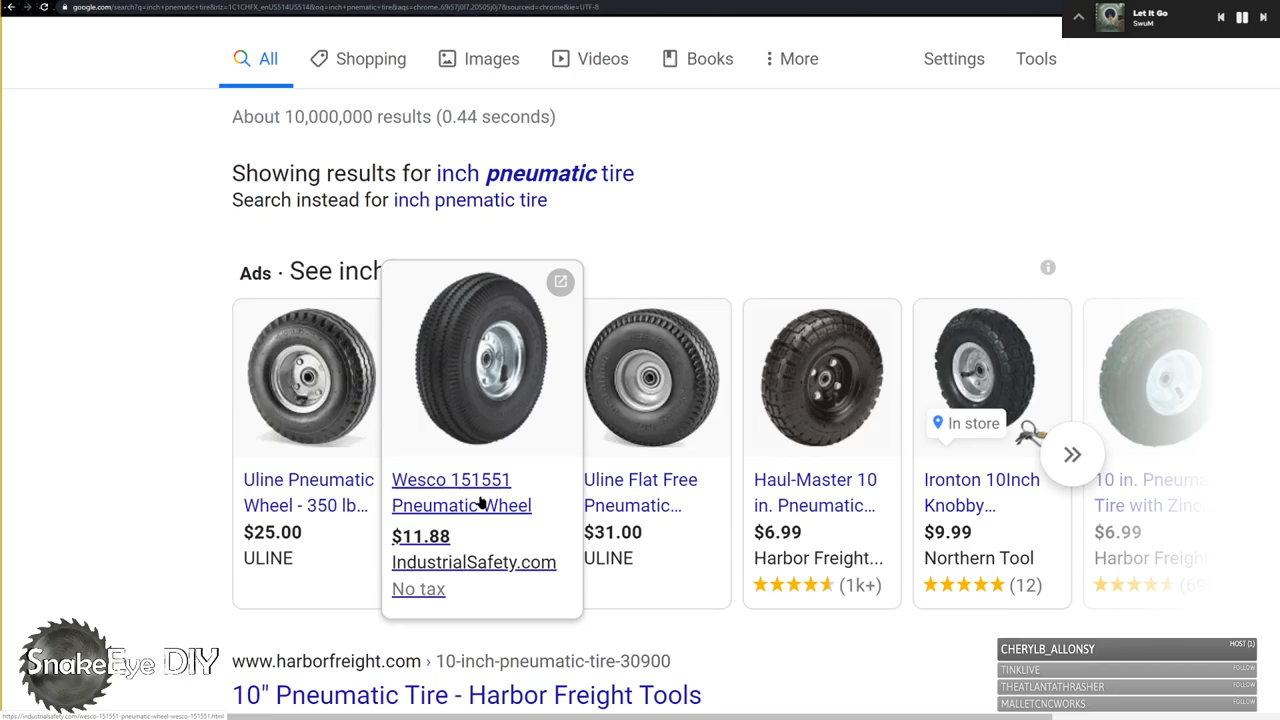 google.com/search?q=inch+pnematic+tire&rlz=1C1CHFX_enUS514US514&oq=inch+pnematic+tire&aqs=chrome..69i57j0l7.20505j0j7&sourceid=chrome&ie=UTF-8
Let It Go
SwuM
All
Shopping
Images
Videos
Books
More
Settings
Tools
About 10,000,000 results (0.44 seconds)
Showing results for inch pneumatic tire
Search instead for inch pnematic tire
Ads · See inch
Uline Pneumatic
Wheel - 350 lb...
$25.00
ULINE
Wesco 151551
Pneumatic Wheel
$11.88
IndustrialSafety.com
No tax
Uline Flat Free
Pneumatic...
$31.00
ULINE
Haul-Master 10
in. Pneumatic...
$6.99
Harbor Freight...
(1k+)
In store
Ironton 10Inch
Knobby...
$9.99
Northern Tool
(12)
10 in. Pneuma
Tire with Zinc
$6.99
Harbor Freigh
(69
www.harborfreight.com › 10-inch-pneumatic-tire-30900
10" Pneumatic Tire - Harbor Freight Tools
SnakeEye DIY
CHERYLB_ALLONSY HOST (1)
TINKLIVE FOLLOW
THEATLANTATHRASHER FOLLOW
MALLETCNCWORKS FOLLOW
https://industrialsafety.com/wesco-151551-pneumatic-wheel-wesco-151551.html